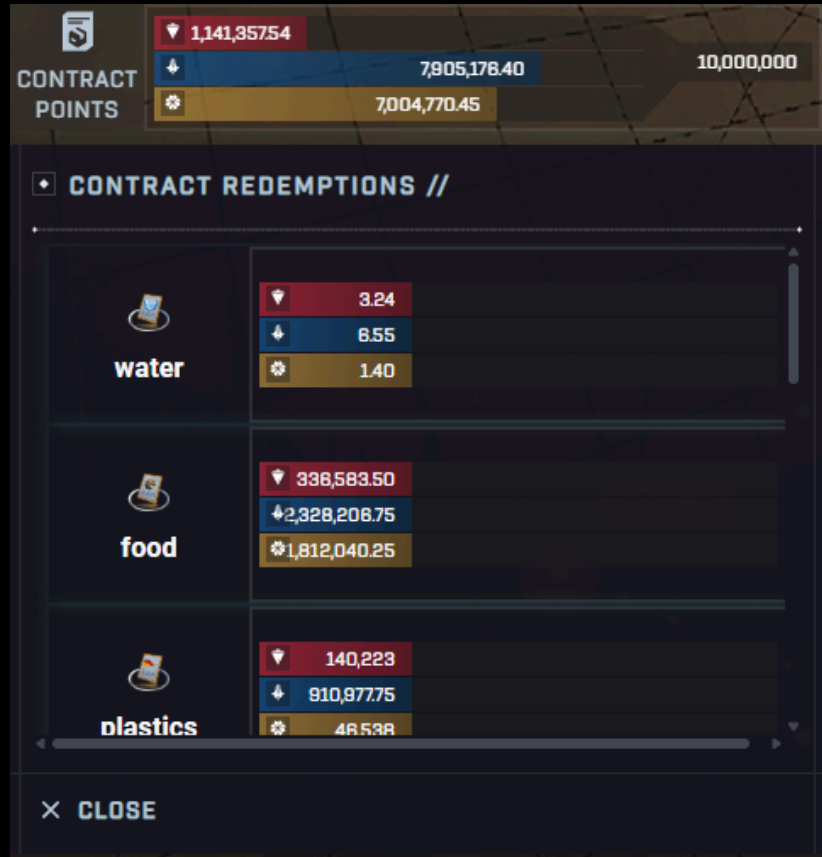 1,141,357.54
7,905,176.40
10,000,000
CONTRACT
POINTS
7,004,770.45
CONTRACT REDEMPTIONS //
water
3.24
6.55
1.40
food
336,583.50
2,328,206.75
1,812,040.25
plastics
140,223
910,977.75
46,538
CLOSE